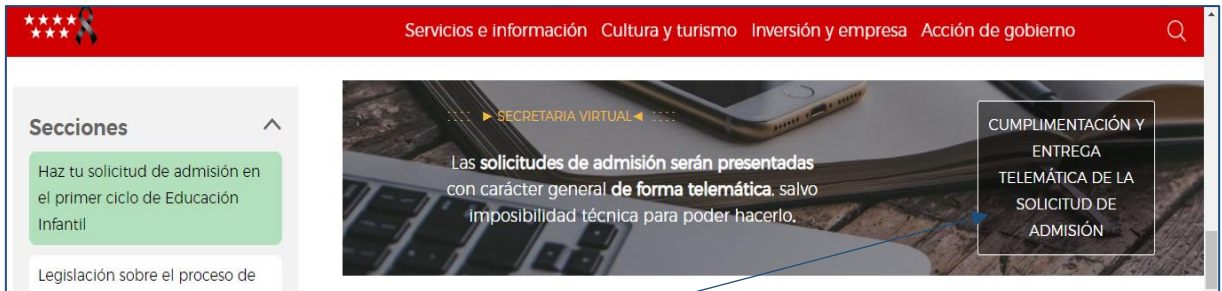 Servicios e información Cultura y turismo Inversión y empresa Acción de gobierno
Secciones
Haz tu solicitud de admisión en
el primer ciclo de Educación
Infantil
Legislación sobre el proceso de
:::: ►SECRETARIA VIRTUAL◄ ::::
Las solicitudes de admisión serán presentadas
con carácter general de forma telemática, salvo
imposibilidad técnica para poder hacerlo.
CUMPLIMENTACIÓN Y
ENTREGA
TELEMÁTICA DE LA
SOLICITUD DE
ADMISIÓN